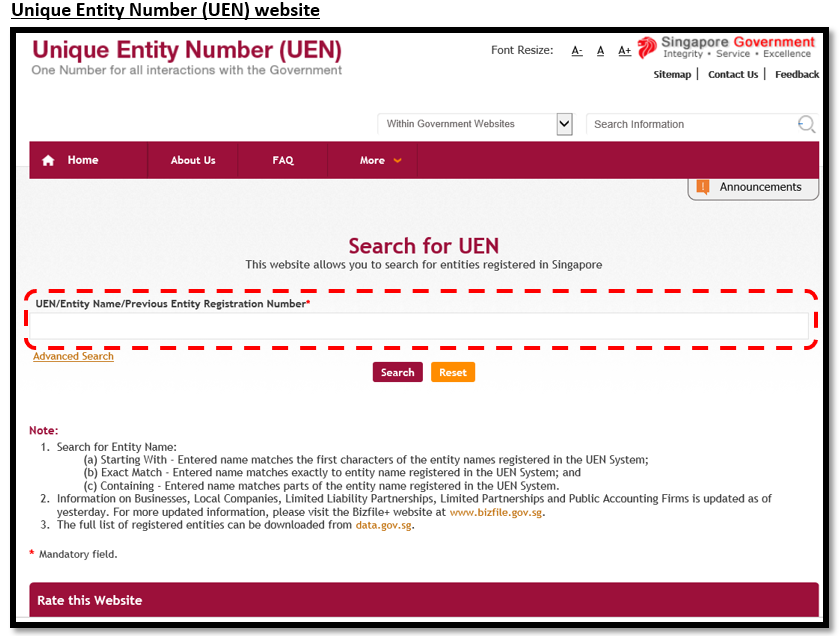 Unique Entity Number (UEN) website
Unique Entity Number (UEN)
One Number for all interactions with the Government
Font Resize: A- A A+
Singapore Government
Integrity • Service • Excellence
Sitemap | Contact Us | Feedback
Within Government Websites
Search Information
Home
About Us
FAQ
More
! Announcements
Search for UEN
This website allows you to search for entities registered in Singapore
UEN/Entity Name/Previous Entity Registration Number*
Advanced Search
Search
Reset
Note:
1. Search for Entity Name:
(a) Starting With - Entered name matches the first characters of the entity names registered in the UEN System;
(b) Exact Match - Entered name matches exactly to entity name registered in the UEN System; and
(c) Containing - Entered name matches parts of the entity name registered in the UEN System.
2. Information on Businesses, Local Companies, Limited Liability Partnerships, Limited Partnerships and Public Accounting Firms is updated as of
yesterday. For more updated information, please visit the Bizfile+ website at www.bizfile.gov.sg.
3. The full list of registered entities can be downloaded from data.gov.sg.
* Mandatory field.
Rate this Website